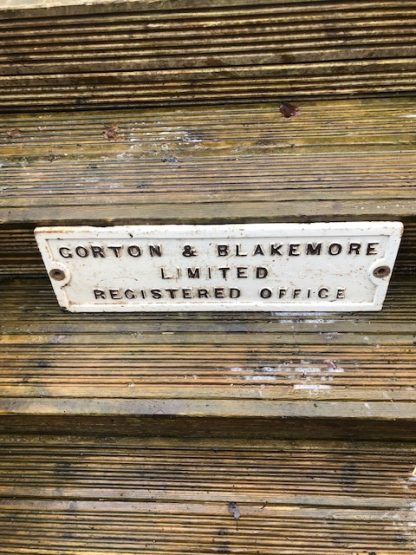 GORTON & BLAKEMORE
LIMITED
REGISTERED OFFICE